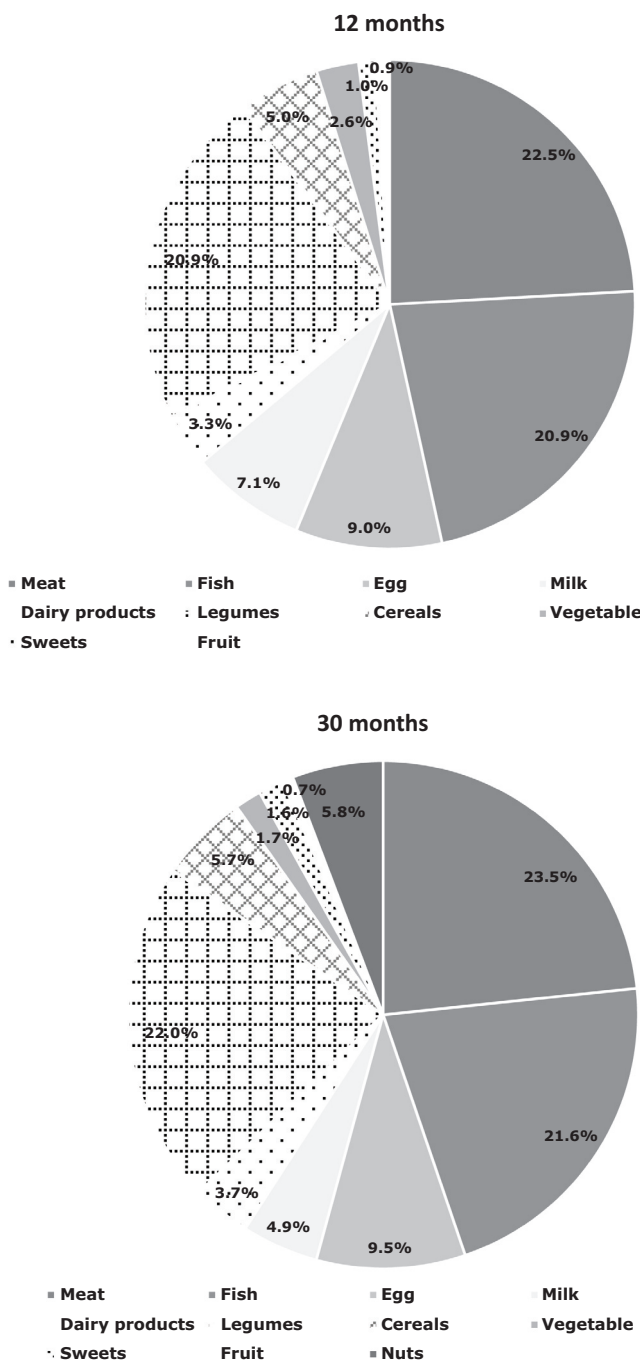 12 months
0.9%
1.0%
5.0%
2.6%
22.5%
20.9%
3.3%
20.9%
7.1%
9.0%
Meat Fish Egg Milk
Dairy products Legumes Cereals Vegetable
Sweets Fruit
30 months
0.7%
1.6% 5.8%
1.7%
5.7%
23.5%
22.0%
21.6%
3.7%
4.9%
9.5%
Meat Fish Egg Milk
Dairy products Legumes Cereals Vegetable
Sweets Fruit Nuts